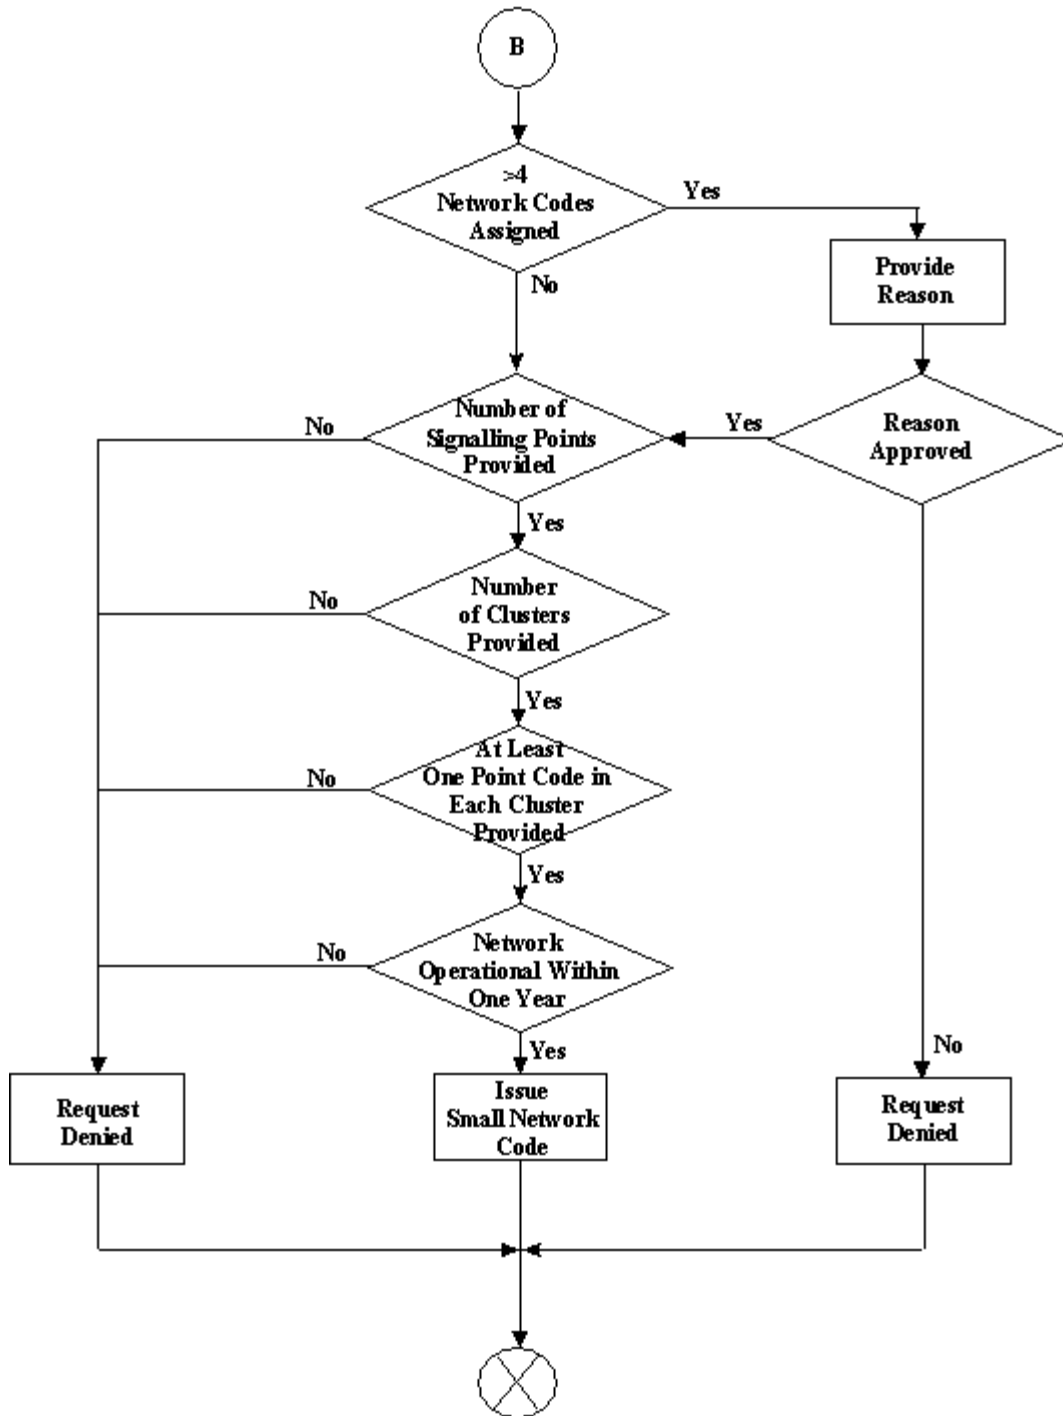 B
>4
Network Codes
Assigned
Yes
No
Provide
Reason
Number of
Signalling Points
Provided
No
Yes
Reason
Approved
Yes
Number
of Clusters
Provided
No
Yes
At Least
One Point Code in
Each Cluster
Provided
No
Yes
Network
Operational Within
One Year
No
Yes
No
Request
Denied
Issue
Small Network
Code
Request
Denied